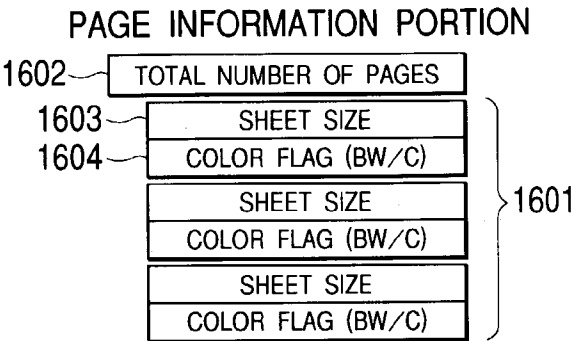 PAGE INFORMATION PORTION
1602 TOTAL NUMBER OF PAGES
1603 SHEET SIZE
1604 COLOR FLAG (BW/C)
SHEET SIZE
1601
COLOR FLAG (BW/C)
SHEET SIZE
COLOR FLAG (BW/C)